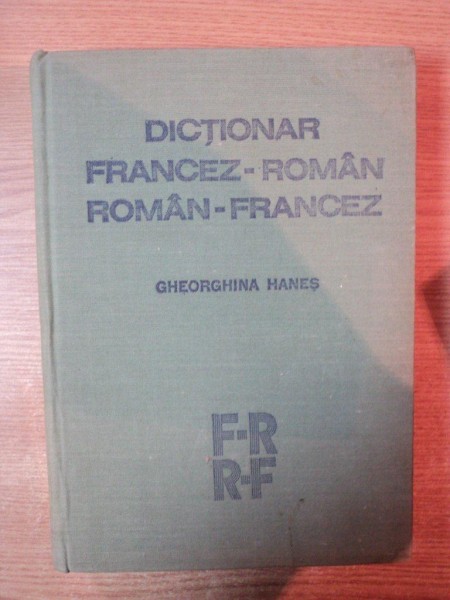 DICȚIONAR
FRANCEZ-ROMÂN
ROMÂN-FRANCEZ
GHEORGHINA HANEȘ
F-R
R-F